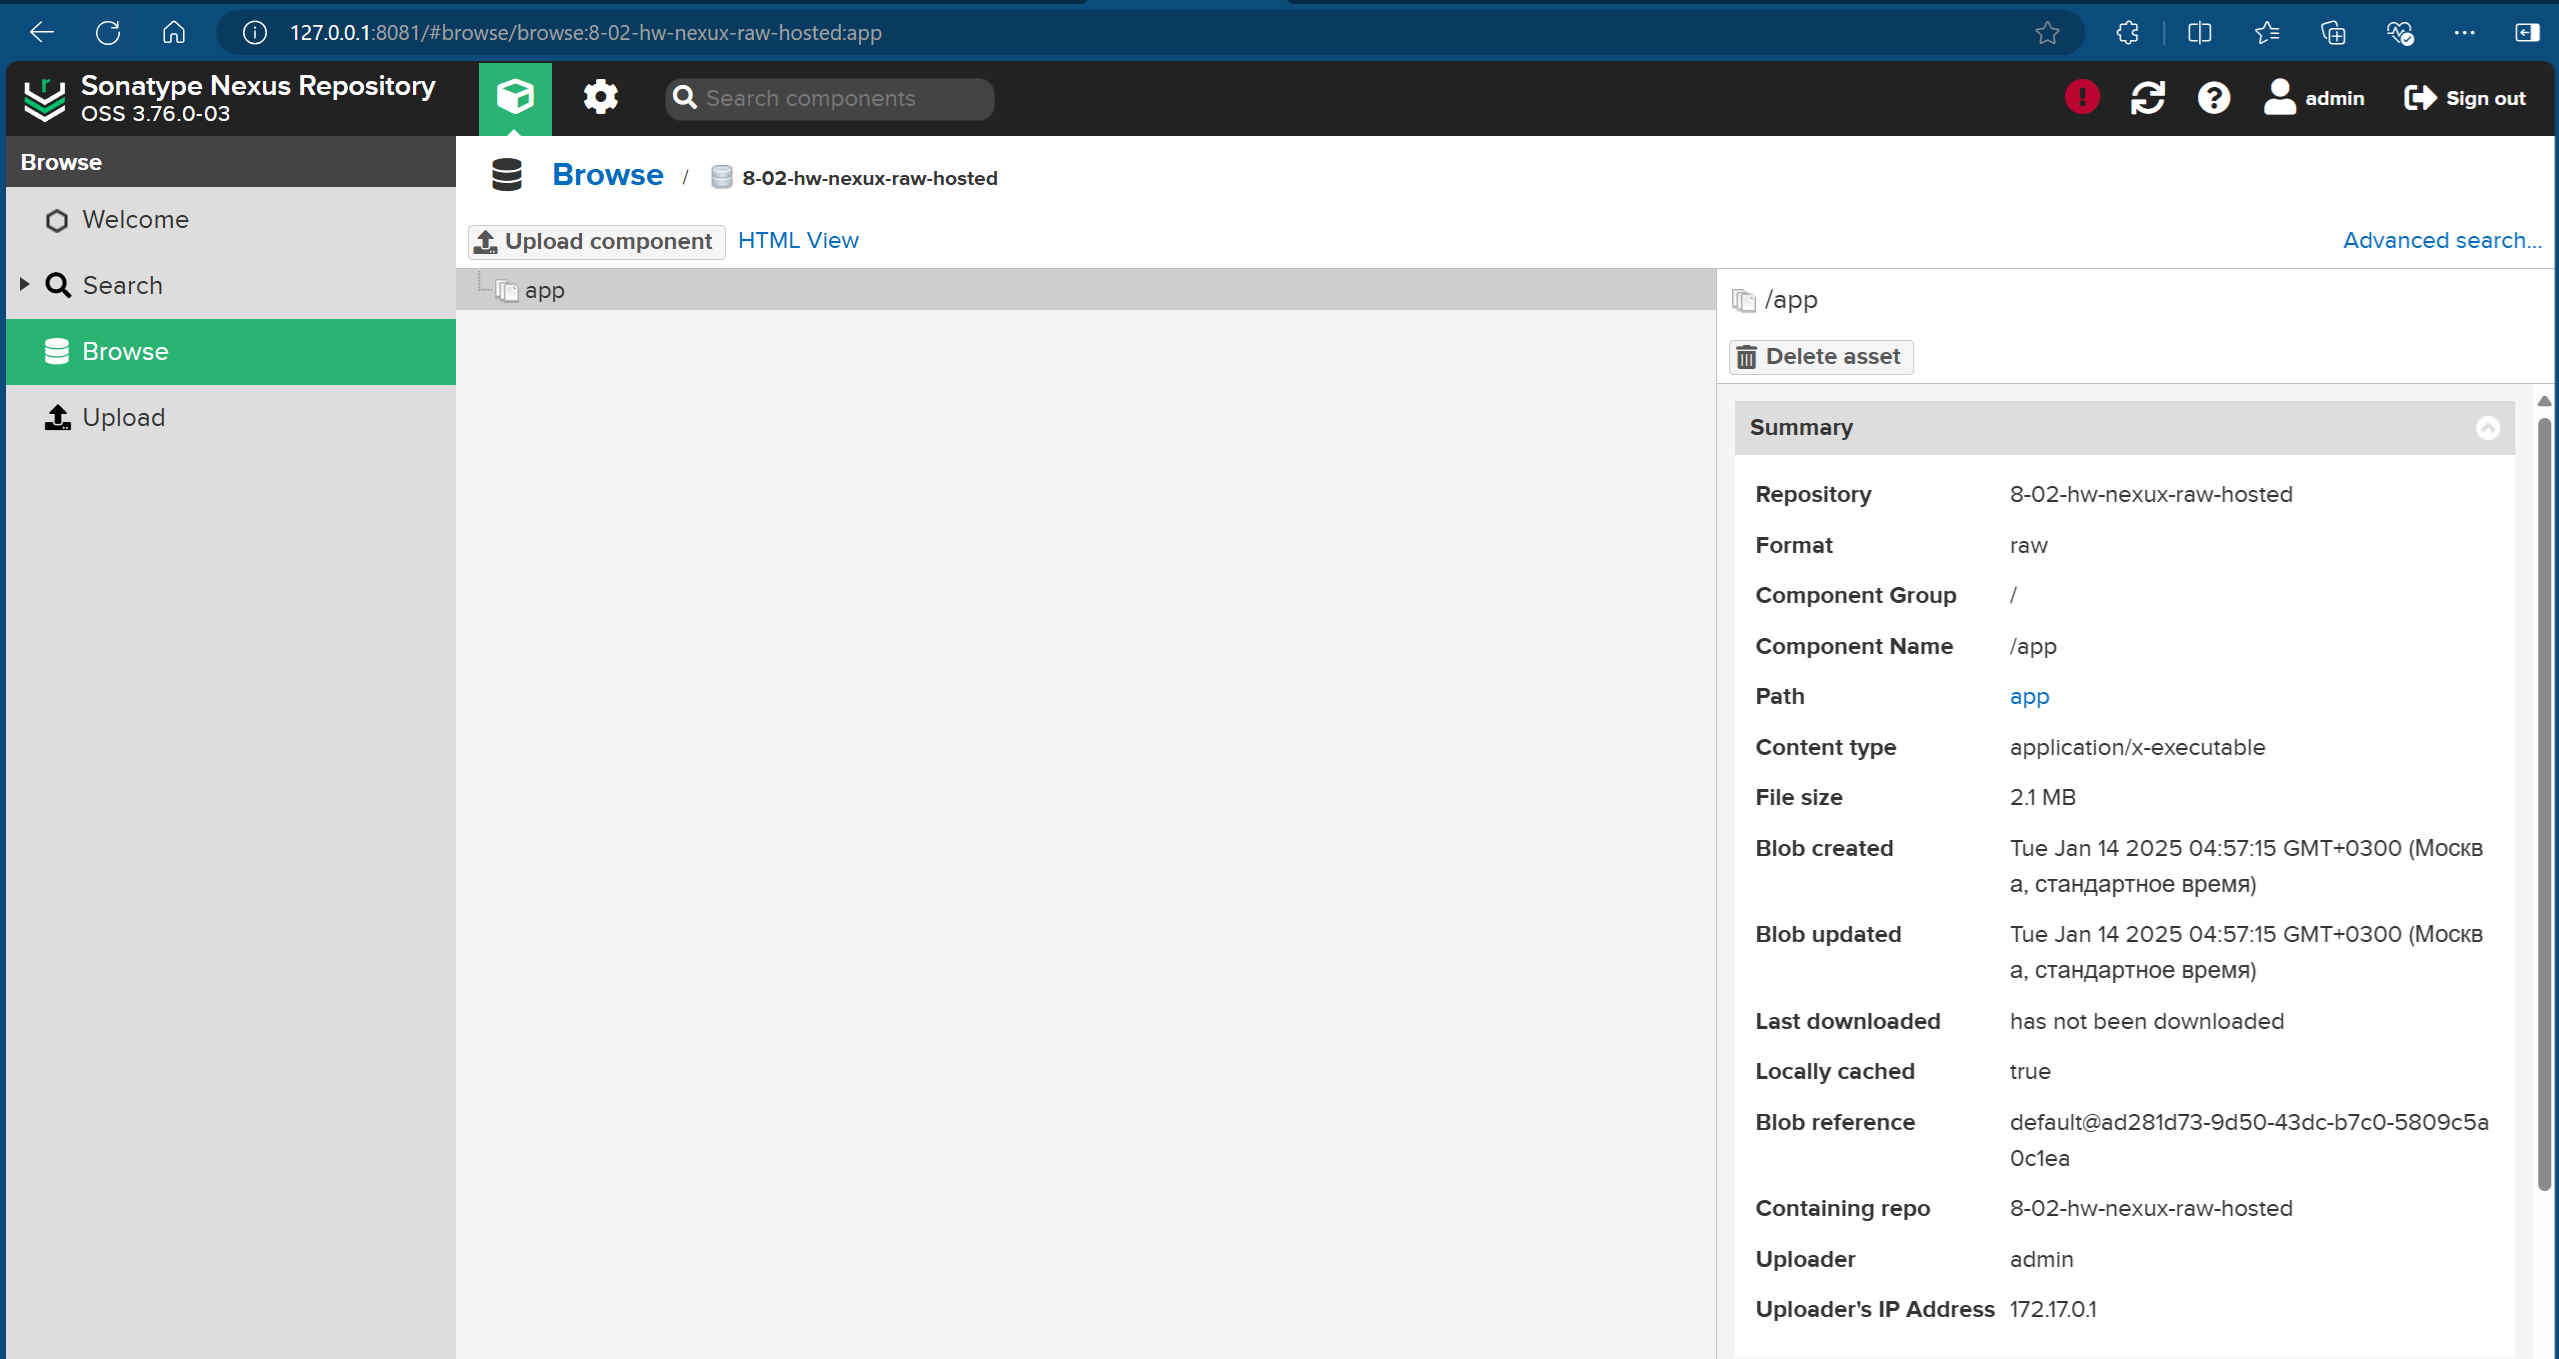 127.0.0.1:8081/#browse/browse:8-02-hw-nexux-raw-hosted:app
Sonatype Nexus Repository
OSS 3.76.0-03
Search components
admin
Sign out
Browse
Welcome
Search
Browse
Upload
Browse / 8-02-hw-nexux-raw-hosted
Upload component HTML View Advanced search...
app
/app
Delete asset
Summary
Repository 8-02-hw-nexux-raw-hosted
Format raw
Component Group /
Component Name /app
Path app
Content type application/x-executable
File size 2.1 MB
Blob created Tue Jan 14 2025 04:57:15 GMT+0300 (Москв
а, стандартное время)
Blob updated Tue Jan 14 2025 04:57:15 GMT+0300 (Москв
а, стандартное время)
Last downloaded has not been downloaded
Locally cached true
Blob reference default@ad281d73-9d50-43dc-b7c0-5809c5a
0c1ea
Containing repo 8-02-hw-nexux-raw-hosted
Uploader admin
Uploader's IP Address 172.17.0.1